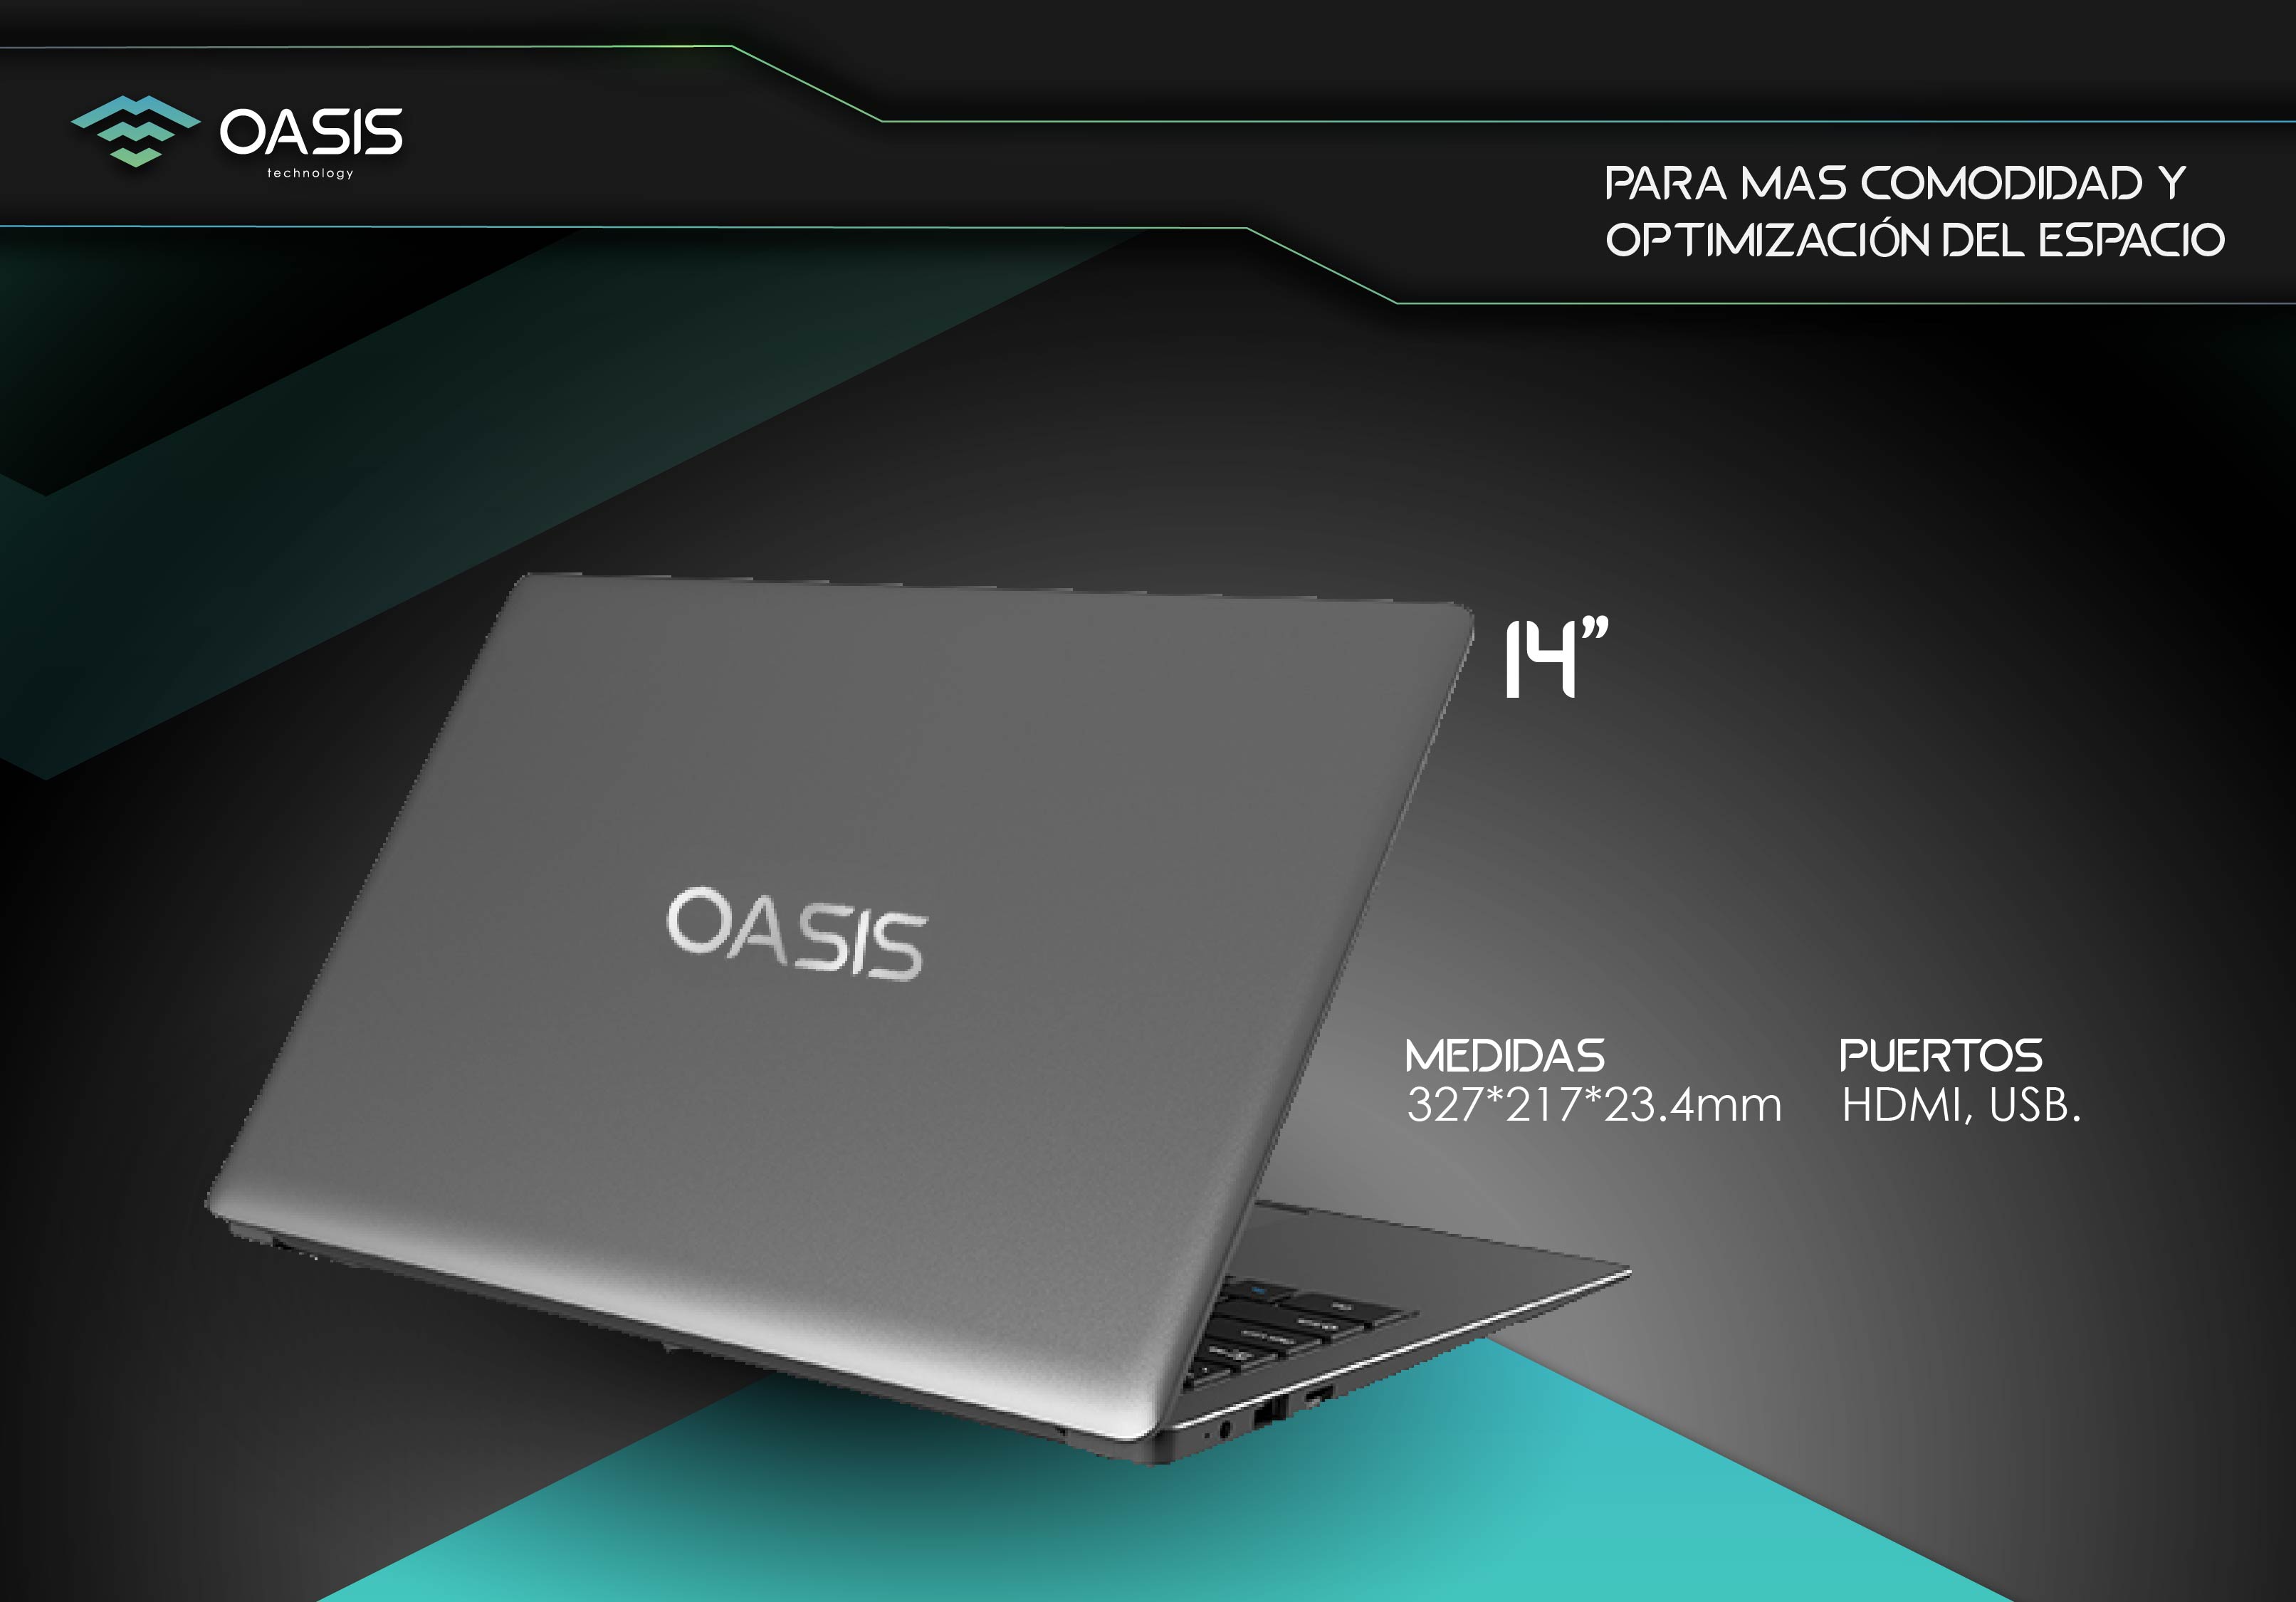 OASIS
technology
PARA MAS COMODIDAD Y
OPTIMIZACIÓN DEL ESPACIO
14”
OASIS
MEDIDAS
327*217*23.4mm
PUERTOS
HDMI, USB.